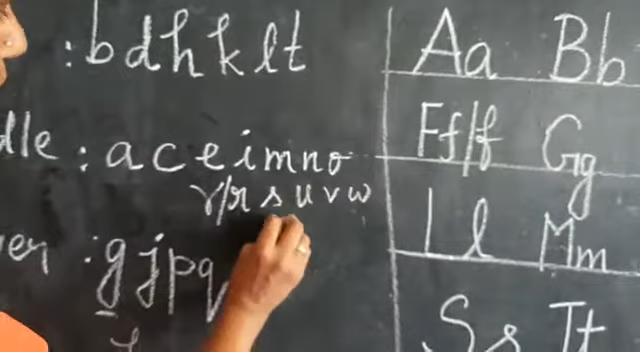 : b d h k l t
dle : a c e i m n o
r/r s u v w
er : g j p q
Aa Bb
Ff/f Gg
Ll Mm
Ss Tt